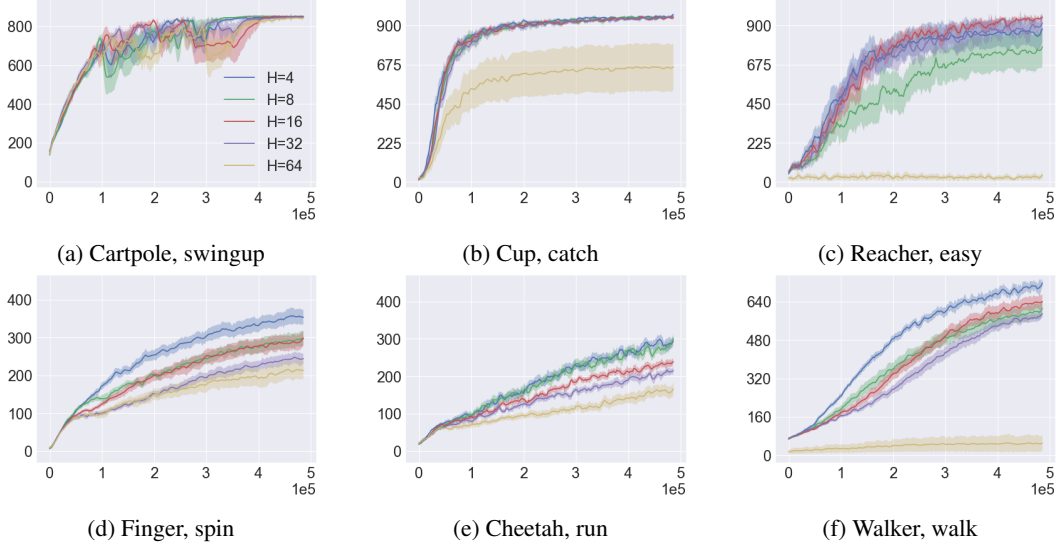 800
600
400
200
0
H=4
H=8
H=16
H=32
H=64
0 1 2 3 4 5
1e5
(a) Cartpole, swingup
900
675
450
225
0
0 1 2 3 4 5
1e5
(b) Cup, catch
900
675
450
225
0
0 1 2 3 4 5
1e5
(c) Reacher, easy
400
300
200
100
0
0 1 2 3 4 5
1e5
(d) Finger, spin
400
300
200
100
0
0 1 2 3 4 5
1e5
(e) Cheetah, run
640
480
320
160
0
0 1 2 3 4 5
1e5
(f) Walker, walk